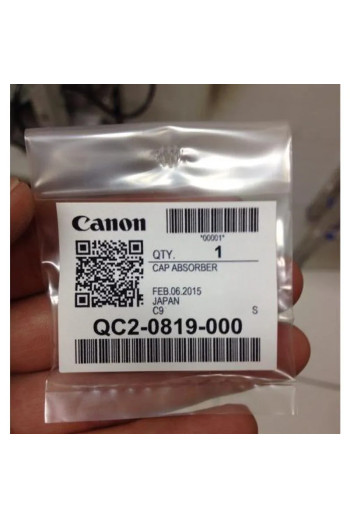 Canon
*00001*
QTY. 1
CAP ABSORBER
FEB.06.2015
JAPAN
C9 S
QC2-0819-000